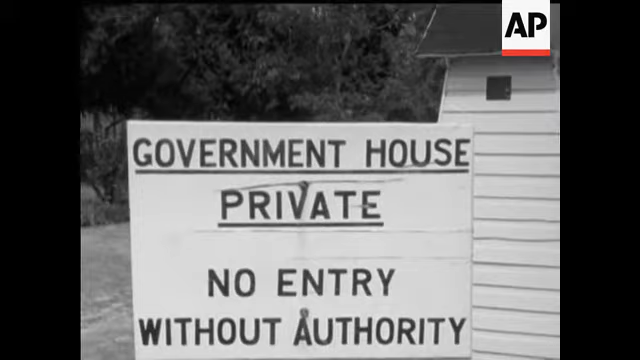 AP
GOVERNMENT HOUSE
PRIVATE
NO ENTRY
WITHOUT AUTHORITY